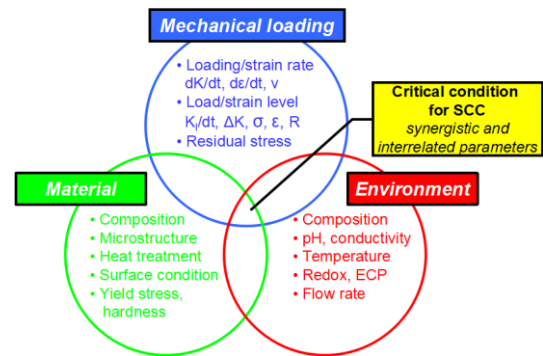 Mechanical loading
• Loading/strain rate
dK/dt, dε/dt, ν
• Load/strain level
K_I/dt, ΔK, σ, ε, R
• Residual stress
Critical condition
for SCC
synergistic and
interrelated parameters
Material
• Composition
• Microstructure
• Heat treatment
• Surface condition
• Yield stress,
hardness
Environment
• Composition
• pH, conductivity
• Temperature
• Redox, ECP
• Flow rate